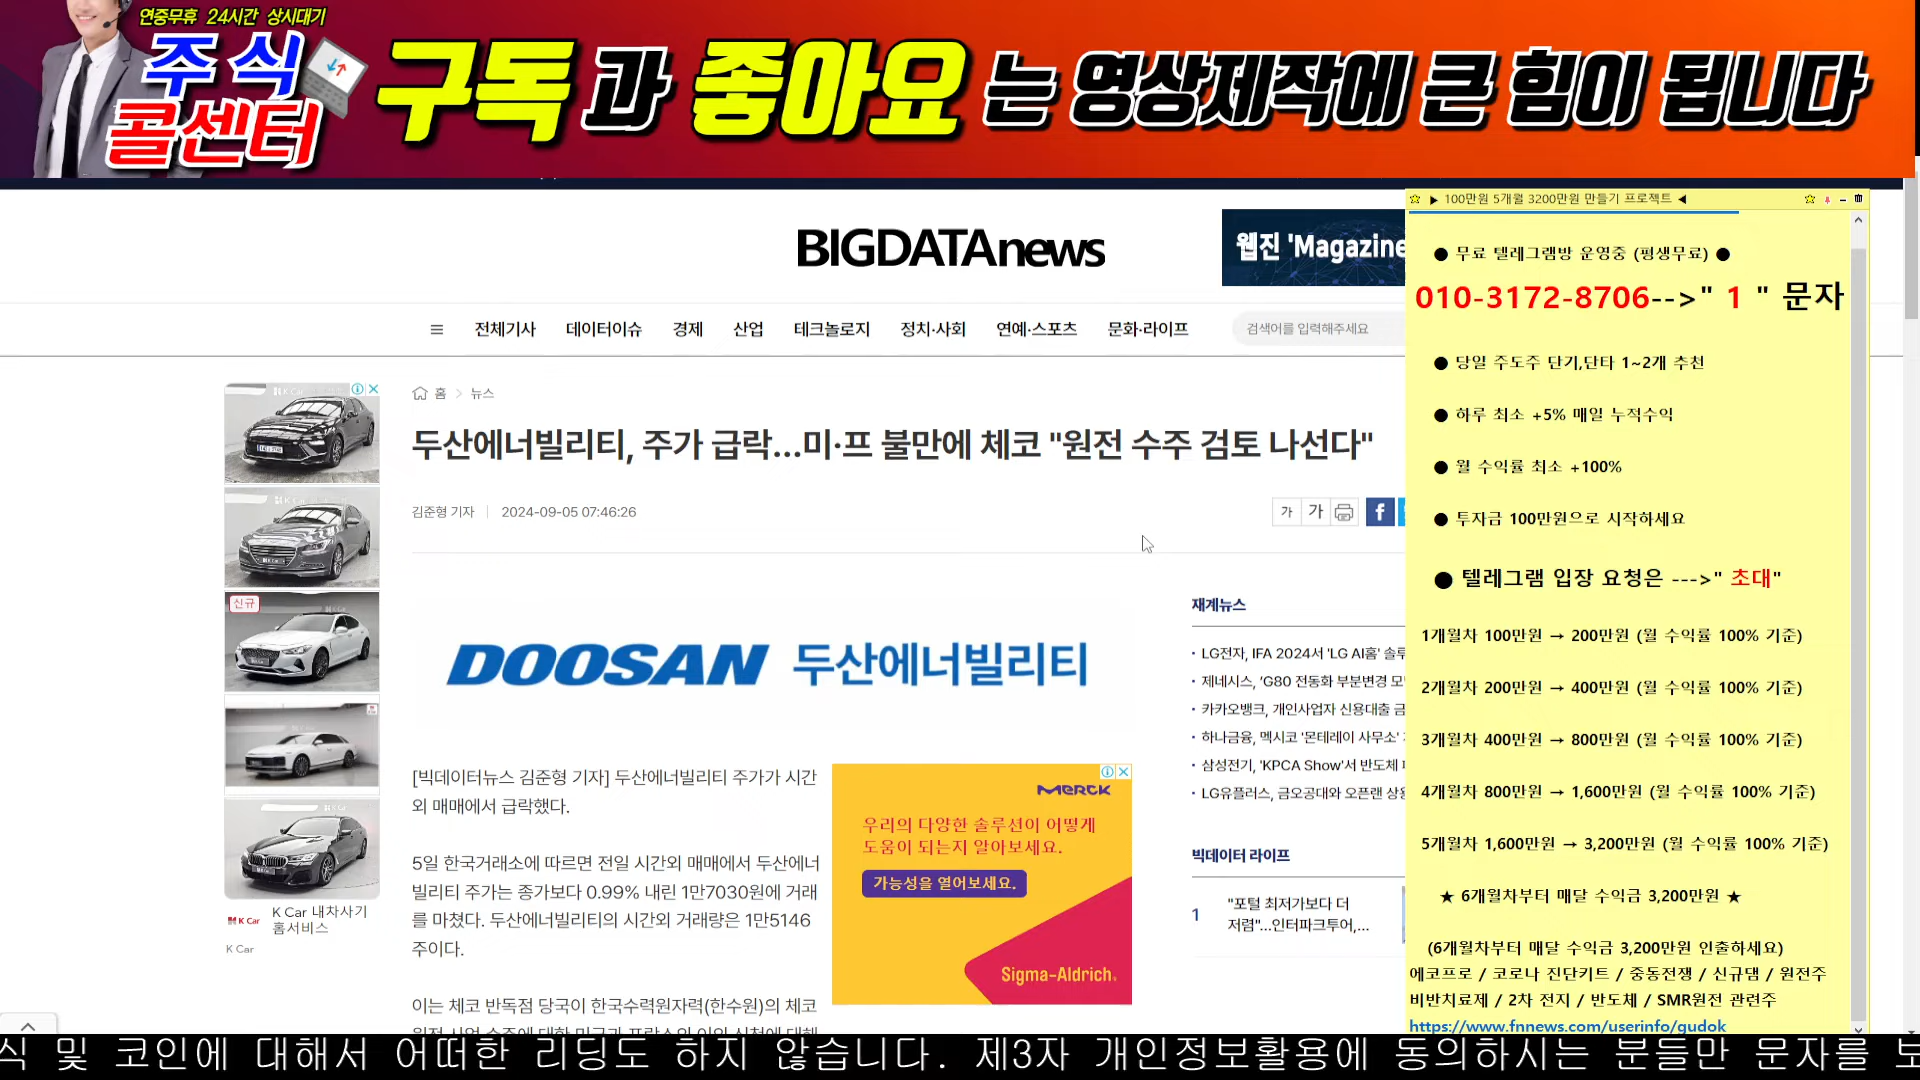 연중무휴 24시간 상시대기
주식
콜센터
구독과 좋아요는 영상제작에 큰 힘이 됩니다
BIGDATAnews
웹진 'Magazine
전체기사 데이터이슈 경제 산업 테크놀로지 정치·사회 연예·스포츠 문화·라이프
검색어를 입력해주세요
홈 > 뉴스
두산에너빌리티, 주가 급락...미·프 불만에 체코 "원전 수주 검토 나선다"
김준형 기자 2024-09-05 07:46:26
가 가
DOOSAN 두산에너빌리티
[빅데이터뉴스 김준형 기자] 두산에너빌리티 주가가 시간
외 매매에서 급락했다.
5일 한국거래소에 따르면 전일 시간외 매매에서 두산에너
빌리티 주가는 종가보다 0.99% 내린 1만7030원에 거래
를 마쳤다. 두산에너빌리티의 시간외 거래량은 1만5146
주이다.
이는 체코 반독점 당국이 한국수력원자력(한수원)의 체코
K Car
K Car
신규
K Car
K Car
K Car 내차사기
홈서비스
K Car
MERCK
우리의 다양한 솔루션이 어떻게
도움이 되는지 알아보세요.
가능성을 열어보세요.
Sigma-Aldrich.
재계뉴스
· LG전자, IFA 2024서 'LG AI홈' 솔루
· 제네시스, 'G80 전동화 부분변경 모
· 카카오뱅크, 개인사업자 신용대출 금
· 하나금융, 멕시코 '몬테레이 사무소'
· 삼성전기, 'KPCA Show'서 반도체
· LG유플러스, 금오공대와 오픈랜 상용
빅데이터 라이프
1 "포털 최저가보다 더
저렴"...인터파크투어,...
☆ ▶ 100만원 5개월 3200만원 만들기 프로젝트 ◀
● 무료 텔레그램방 운영중 (평생무료) ●
010-3172-8706-->" 1 " 문자
● 당일 주도주 단기,단타 1~2개 추천
● 하루 최소 +5% 매일 누적수익
● 월 수익률 최소 +100%
● 투자금 100만원으로 시작하세요
● 텔레그램 입장 요청은 --->" 초대"
1개월차 100만원 → 200만원 (월 수익률 100% 기준)
2개월차 200만원 → 400만원 (월 수익률 100% 기준)
3개월차 400만원 → 800만원 (월 수익률 100% 기준)
4개월차 800만원 → 1,600만원 (월 수익률 100% 기준)
5개월차 1,600만원 → 3,200만원 (월 수익률 100% 기준)
★ 6개월차부터 매달 수익금 3,200만원 ★
(6개월차부터 매달 수익금 3,200만원 인출하세요)
에코프로 / 코로나 진단키트 / 중동전쟁 / 신규댐 / 원전주
비반치료제 / 2차 전지 / 반도체 / SMR원전 관련주
https://www.fnnews.com/userinfo/gudok
식 및 코인에 대해서 어떠한 리딩도 하지 않습니다. 제3자 개인정보활용에 동의하시는 분들만 문자를 보